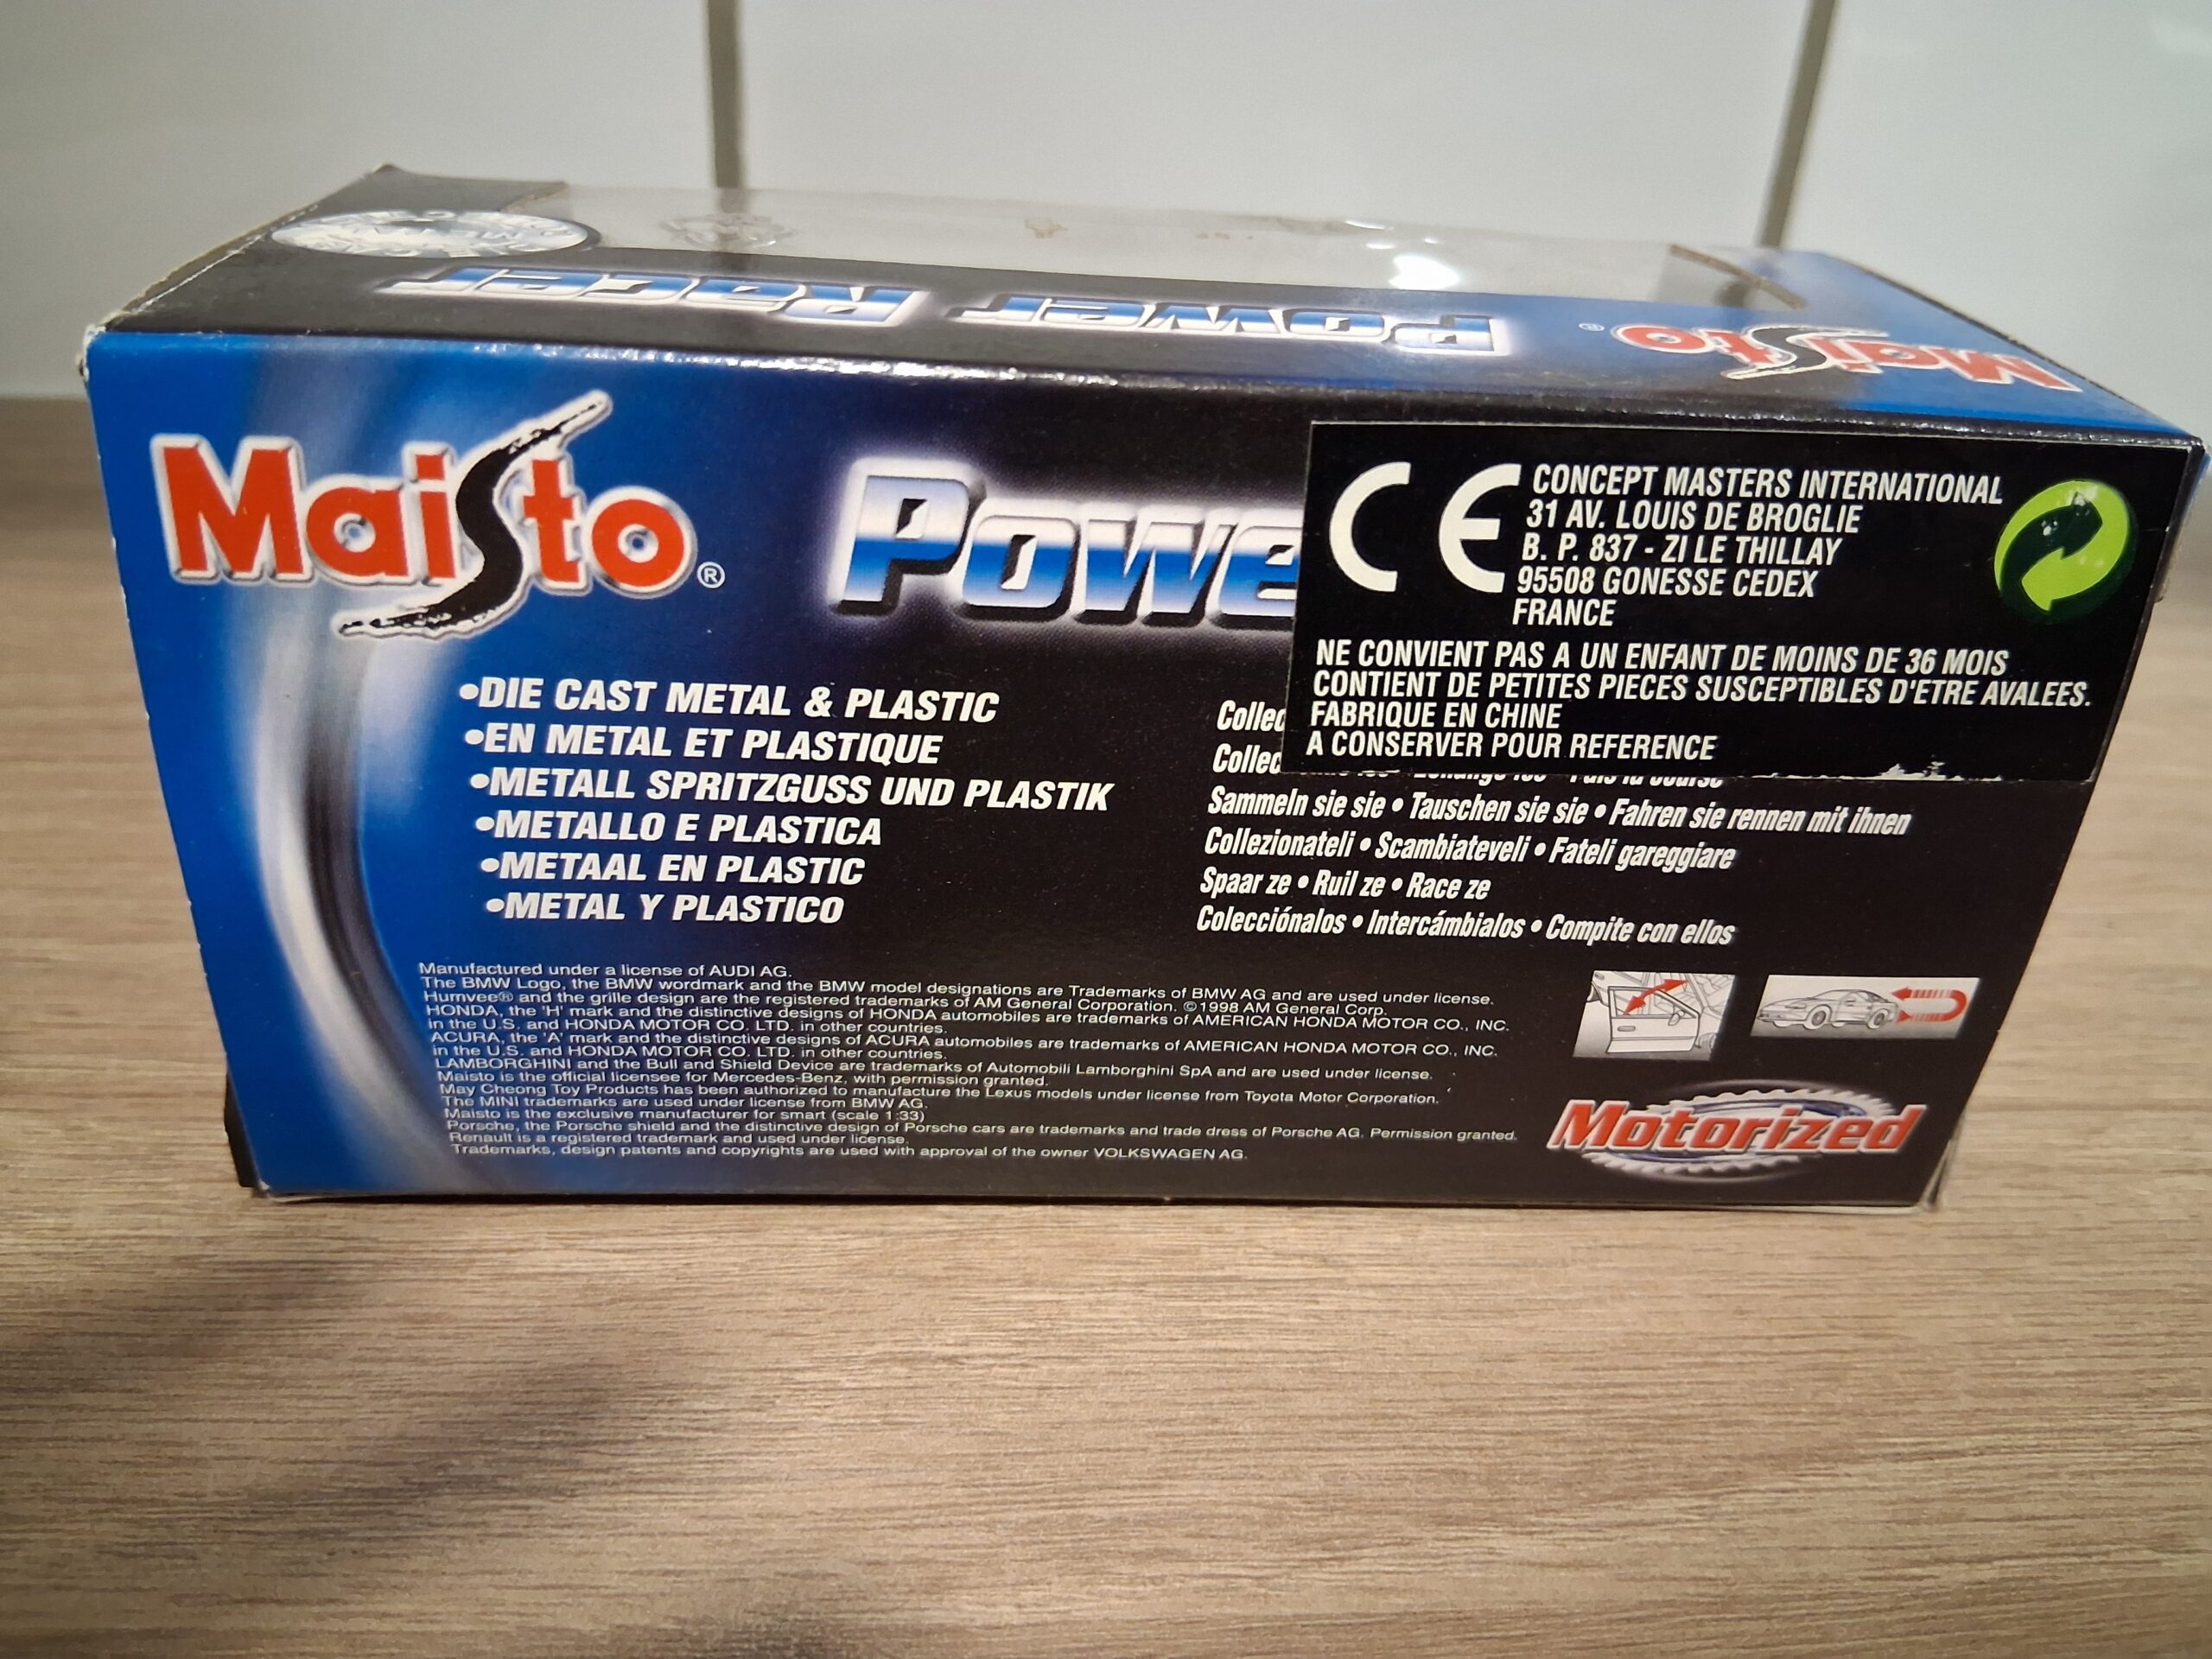 Power Racer
Maisto®
Maisto®
Powe
CE
CONCEPT MASTERS INTERNATIONAL
31 AV. LOUIS DE BROGLIE
B. P. 837 - ZI LE THILLAY
95508 GONESSE CEDEX
FRANCE
NE CONVIENT PAS A UN ENFANT DE MOINS DE 36 MOIS
CONTIENT DE PETITES PIECES SUSCEPTIBLES D'ETRE AVALEES.
FABRIQUE EN CHINE
A CONSERVER POUR REFERENCE
•DIE CAST METAL & PLASTIC
•EN METAL ET PLASTIQUE
•METALL SPRITZGUSS UND PLASTIK
•METALLO E PLASTICA
•METAAL EN PLASTIC
•METAL Y PLASTICO
Collec
Collec
Sammeln sie sie • Tauschen sie sie • Fahren sie rennen mit ihnen
Collezionateli • Scambiateveli • Fateli gareggiare
Spaar ze • Ruil ze • Race ze
Colecciónalos • Intercámbialos • Compite con ellos
Manufactured under a license of AUDI AG.
The BMW Logo, the BMW wordmark and the BMW model designations are Trademarks of BMW AG and are used under license.
Humvee® and the grille design are the registered trademarks of AM General Corporation. ©1998 AM General Corp.
HONDA, the 'H' mark and the distinctive designs of HONDA automobiles are trademarks of AMERICAN HONDA MOTOR CO., INC.
in the U.S. and HONDA MOTOR CO. LTD. in other countries.
ACURA, the 'A' mark and the distinctive designs of ACURA automobiles are trademarks of AMERICAN HONDA MOTOR CO., INC.
in the U.S. and HONDA MOTOR CO. LTD. in other countries.
LAMBORGHINI and the Bull and Shield Device are trademarks of Automobili Lamborghini SpA and are used under license.
Maisto is the official licensee for Mercedes-Benz, with permission granted.
May Cheong Toy Products has been authorized to manufacture the Lexus models under license from Toyota Motor Corporation.
The MINI trademarks are used under license from BMW AG.
Maisto is the exclusive manufacturer for smart (scale 1:33)
Porsche, the Porsche shield and the distinctive design of Porsche cars are trademarks and trade dress of Porsche AG. Permission granted.
Renault is a registered trademark and used under license.
Trademarks, design patents and copyrights are used with approval of the owner VOLKSWAGEN AG.
Motorized